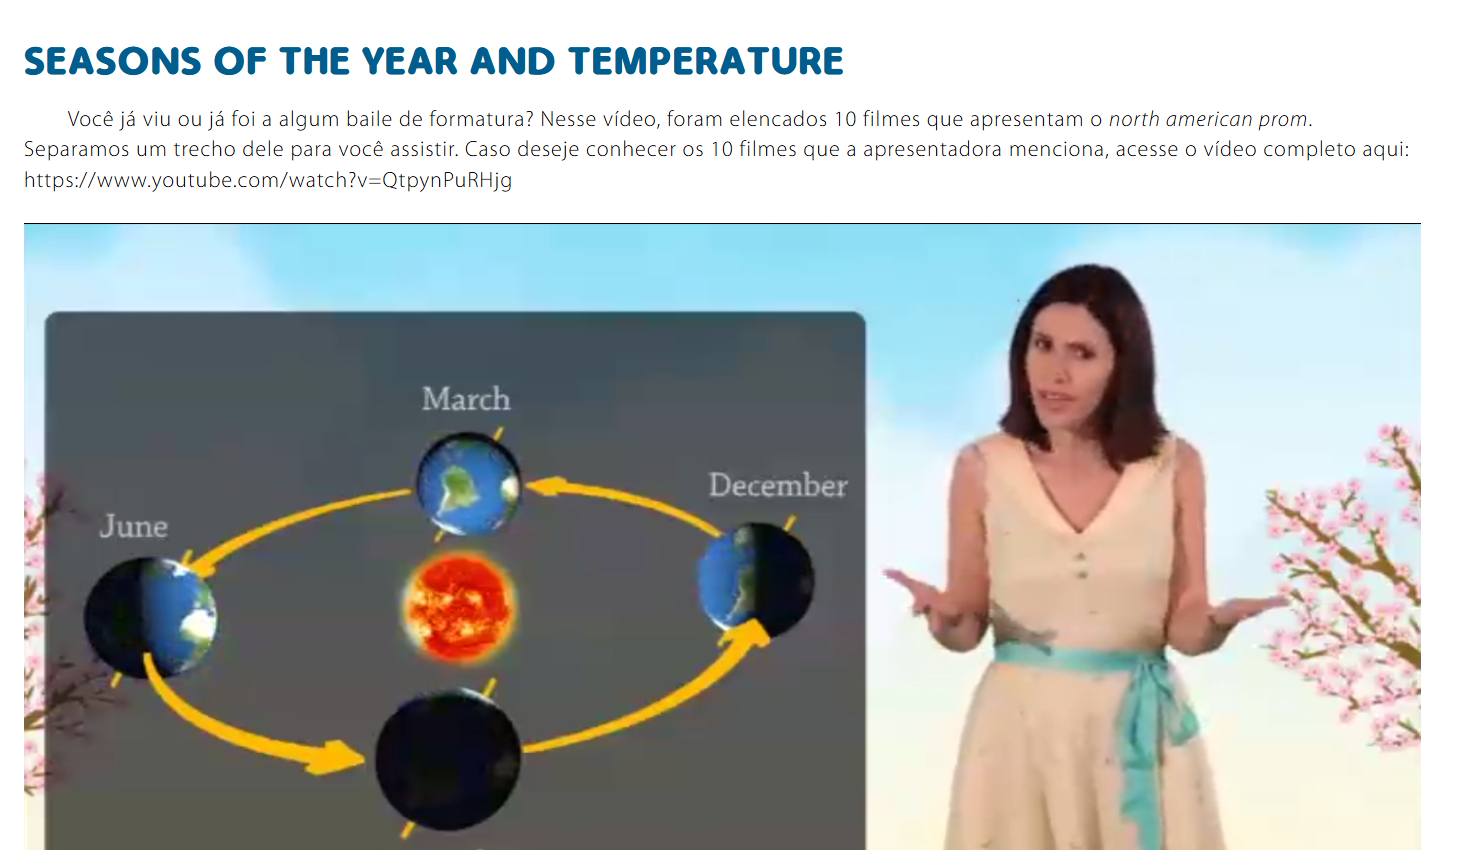 SEASONS OF THE YEAR AND TEMPERATURE
Você já viu ou já foi a algum baile de formatura? Nesse vídeo, foram elencados 10 filmes que apresentam o north american prom.
Separamos um trecho dele para você assistir. Caso deseje conhecer os 10 filmes que a apresentadora menciona, acesse o vídeo completo aqui:
https://www.youtube.com/watch?v=QtpynPuRHjg
March
December
June